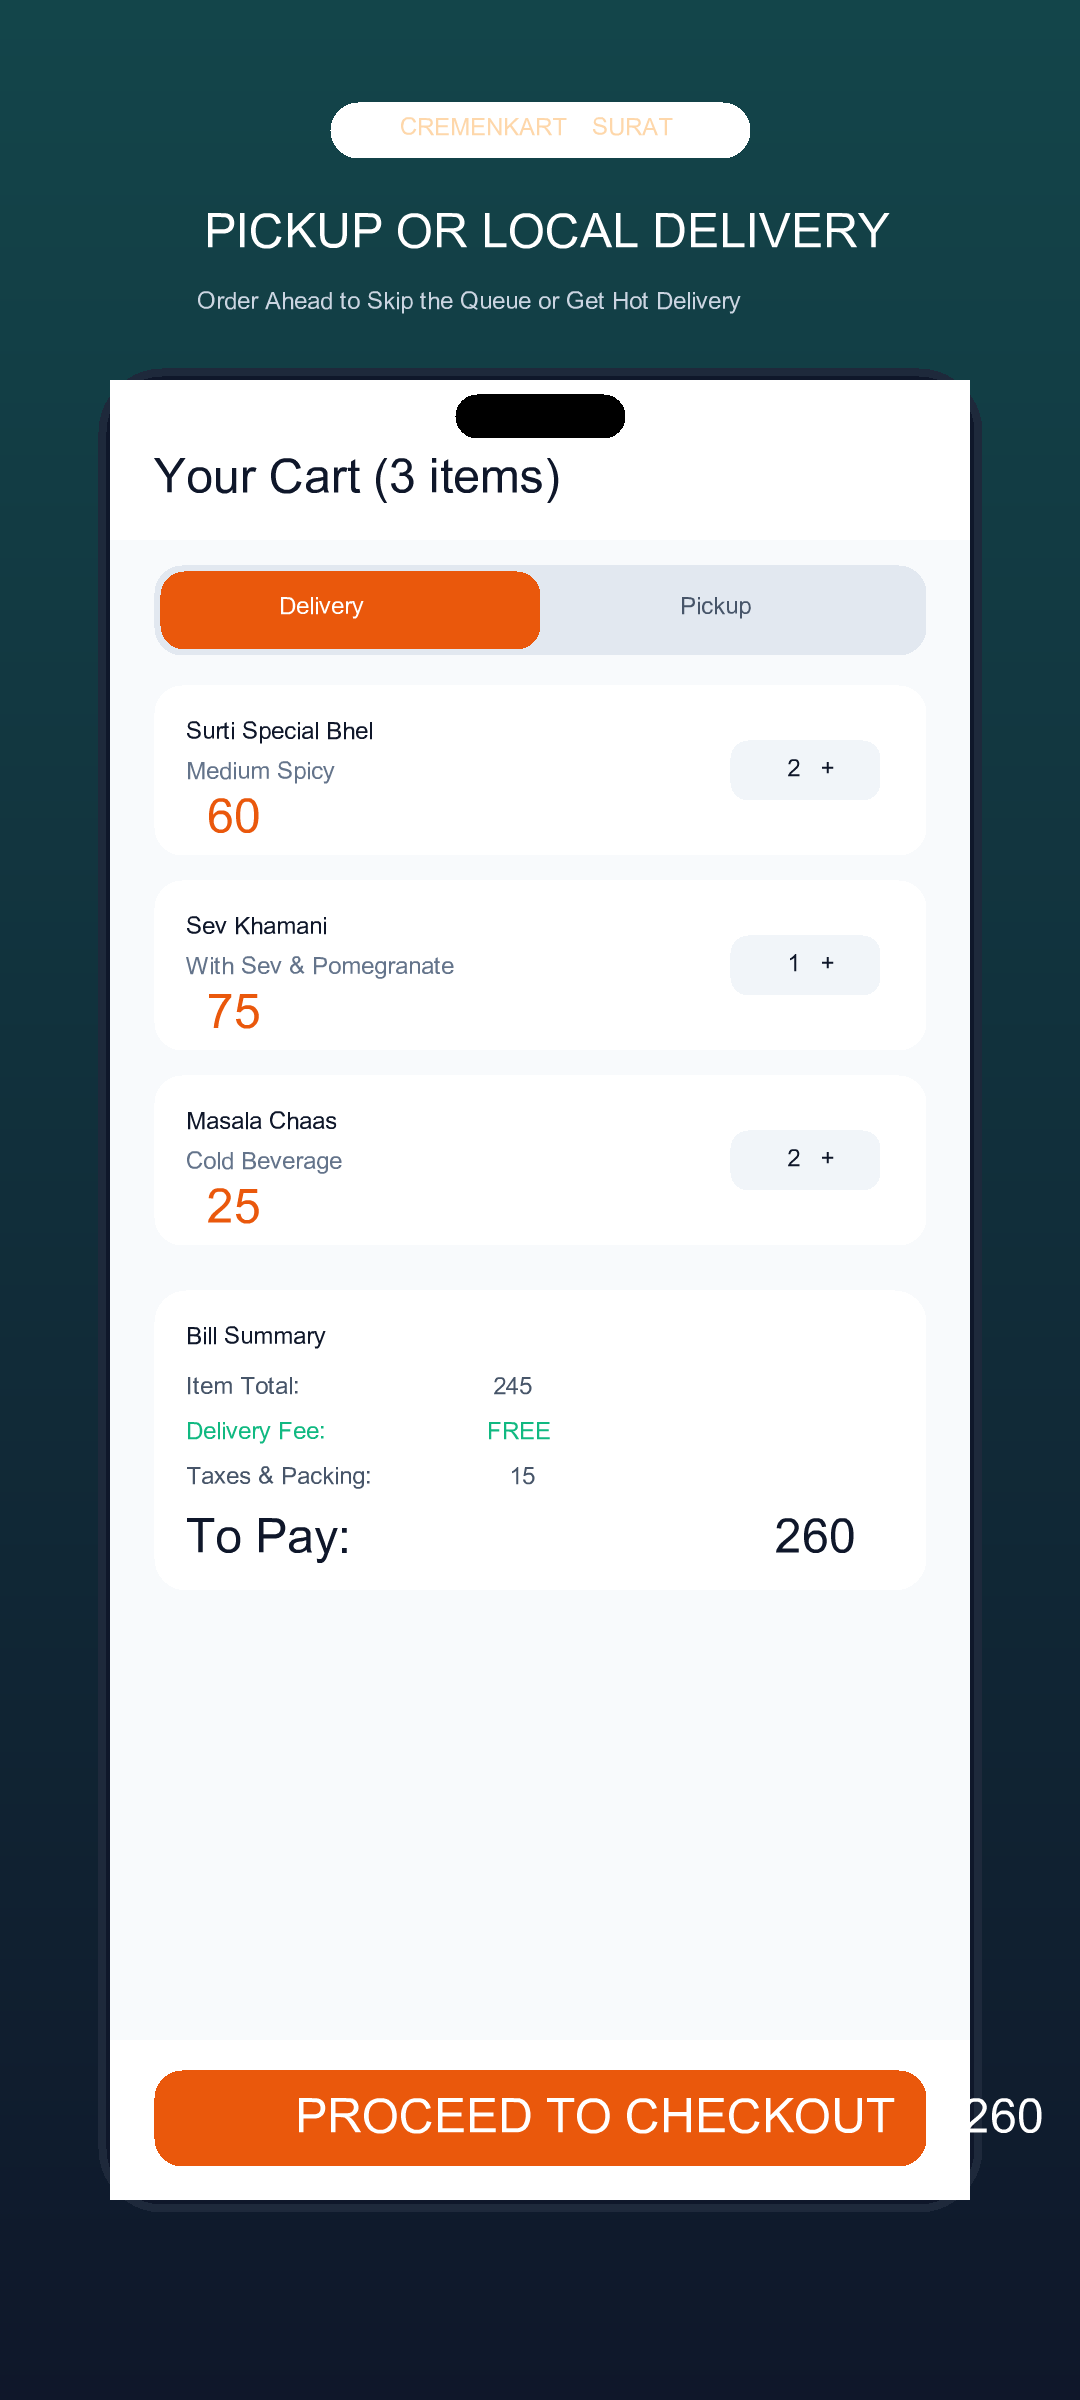 CREMENKART SURAT
PICKUP OR LOCAL DELIVERY
Order Ahead to Skip the Queue or Get Hot Delivery
Your Cart (3 items)
Delivery Pickup
Surti Special Bhel
Medium Spicy
2 +
60
Sev Khamani
With Sev & Pomegranate
1 +
75
Masala Chaas
Cold Beverage
2 +
25
Bill Summary
Item Total: 245
Delivery Fee: FREE
Taxes & Packing: 15
To Pay: 260
PROCEED TO CHECKOUT 260